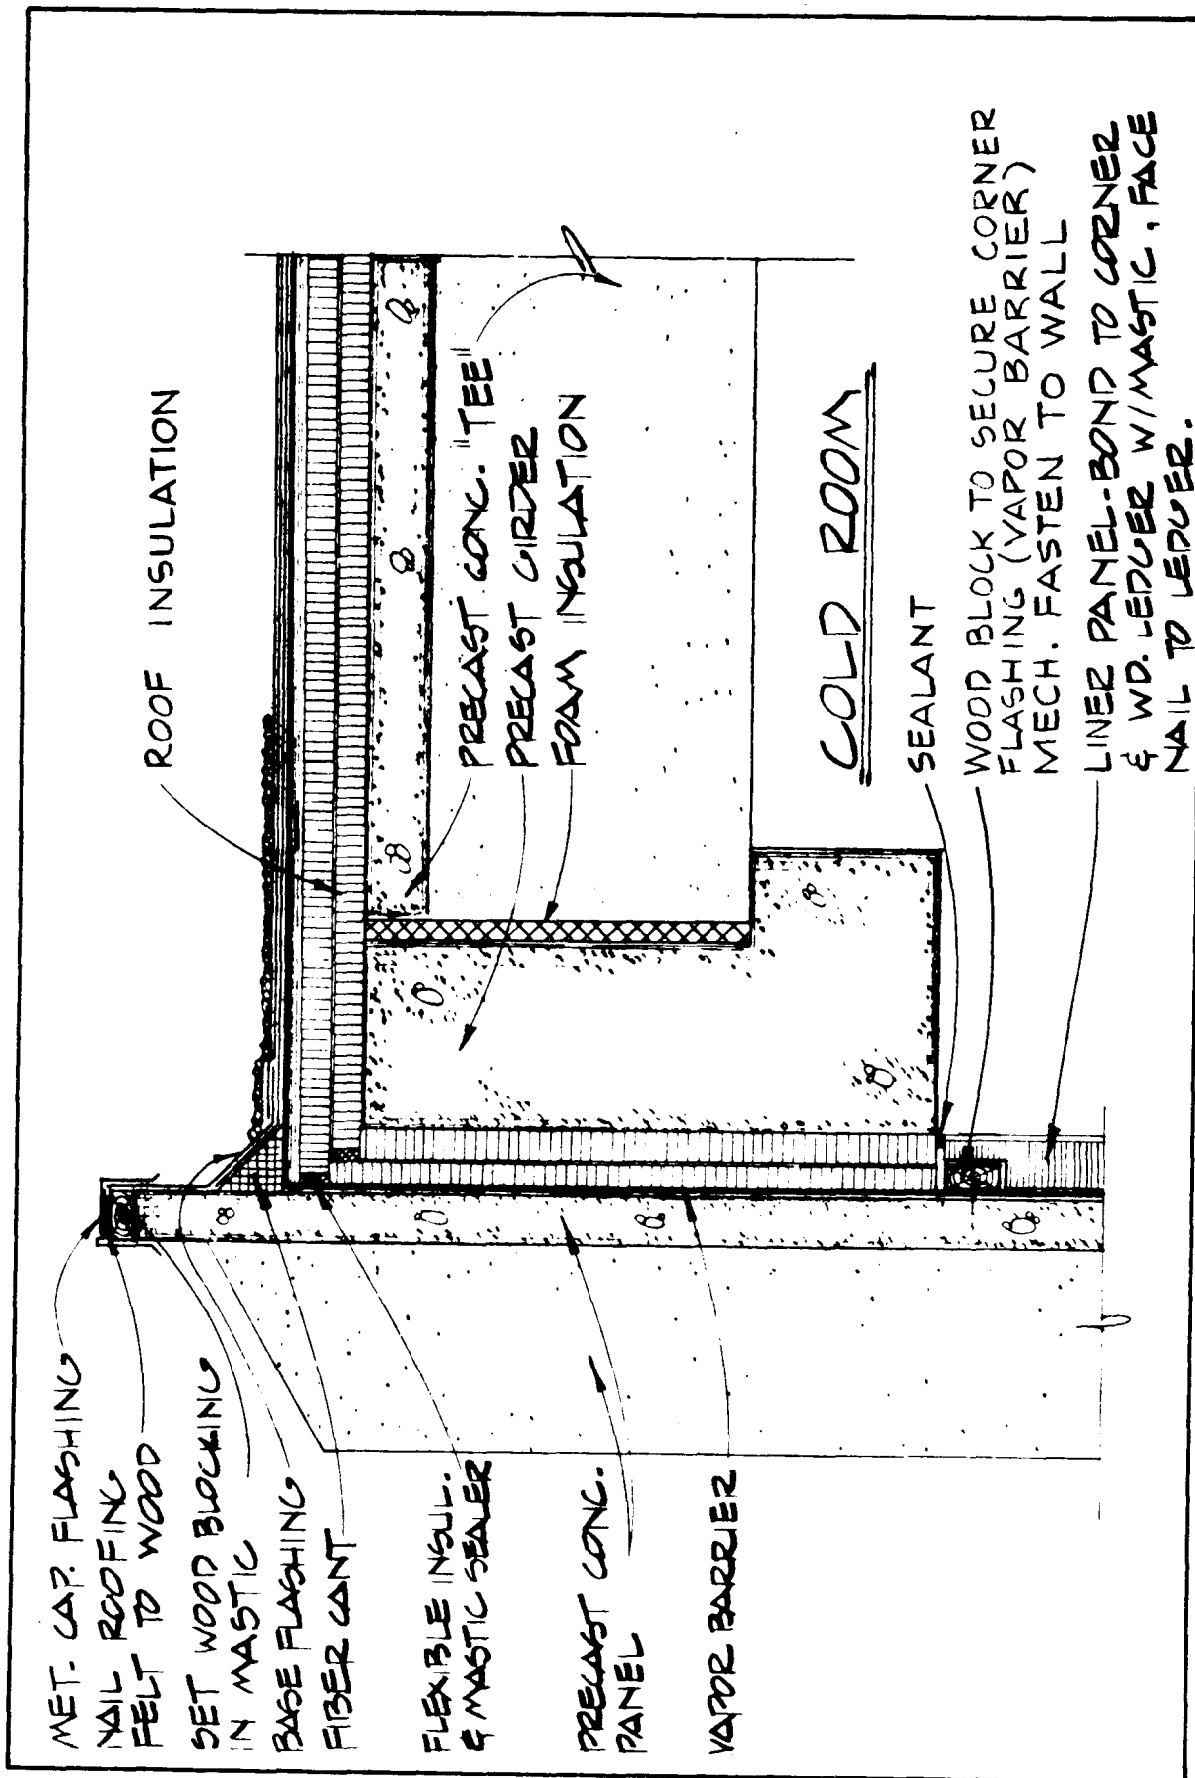 MET. CAP. FLASHING
NAIL ROOFING
FELT TO WOOD
SET WOOD BLOCKING
IN MASTIC
BASE FLASHING
FIBER CANT
FLEXIBLE INSUL.
& MASTIC SEALER
PRECAST CONC.
PANEL
VAPOR BARRIER
ROOF INSULATION
PRECAST CONC. "TEE"
PRECAST GIRDER
FOAM INSULATION
COLD ROOM
SEALANT
WOOD BLOCK TO SECURE CORNER
FLASHING (VAPOR BARRIER)
MECH. FASTEN TO WALL
LINER PANEL-BOND TO CORNER
& WD. LEDGER W/MASTIC, FACE
NAIL TO LEDGER.